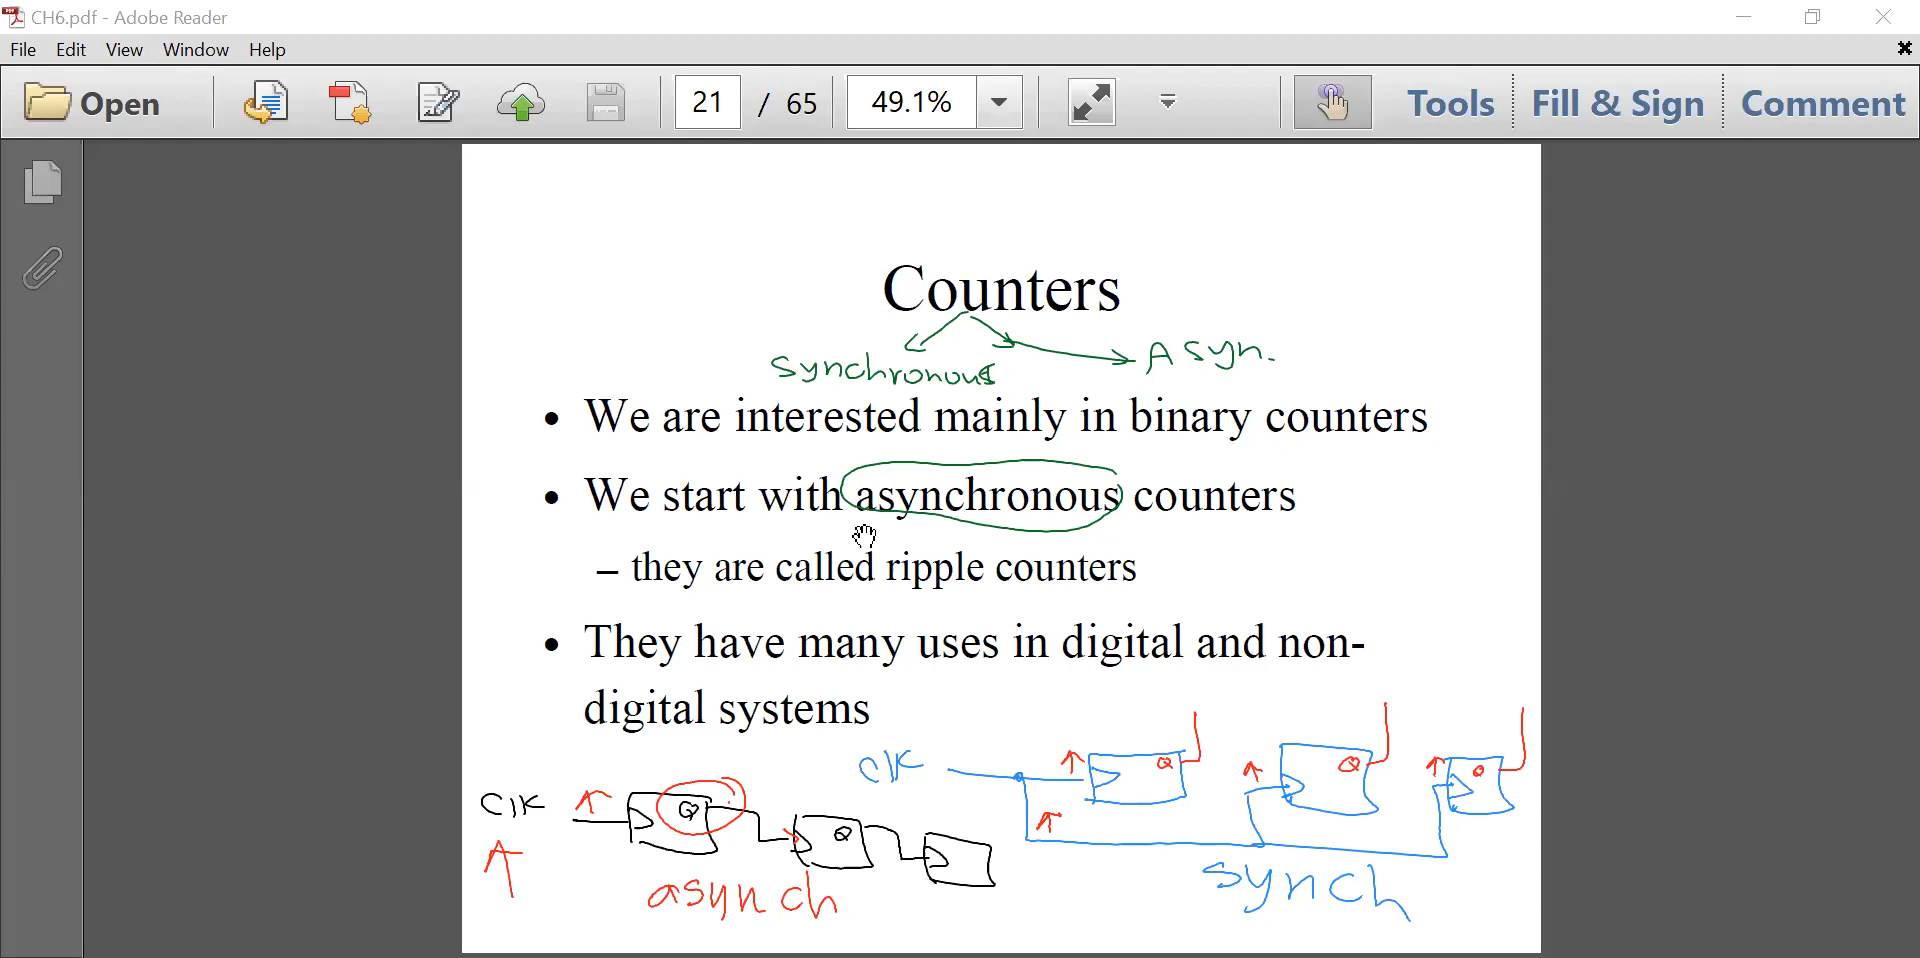 CH6.pdf - Adobe Reader
File Edit View Window Help
Open 21 / 65 49.1% Tools Fill & Sign Comment
Counters
Synchronous
A Syn.
• We are interested mainly in binary counters
• We start with asynchronous counters
– they are called ripple counters
• They have many uses in digital and non-
digital systems
Clk Q Q Q
Clk Q Q
asynch
synch